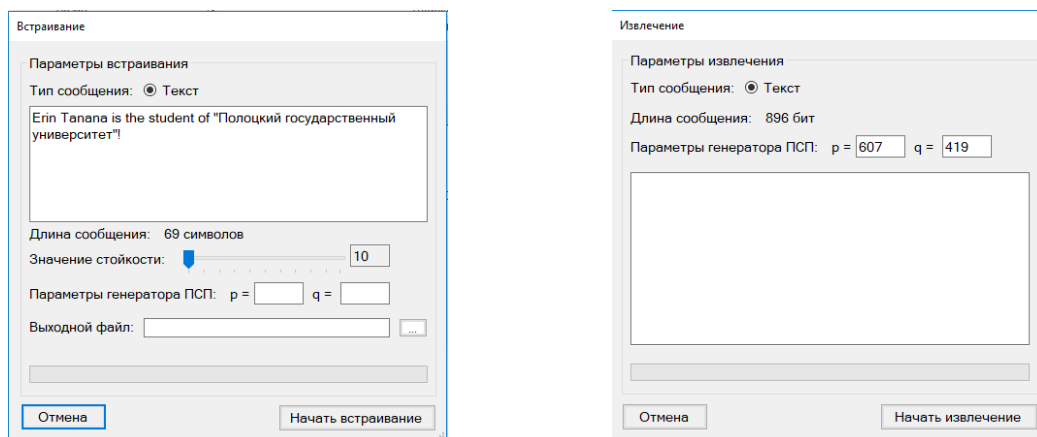 Встраивание
Параметры встраивания
Тип сообщения: Текст
Erin Tanana is the student of "Полоцкий государственный
университет"!
Длина сообщения: 69 символов
Значение стойкости: 10
Параметры генератора ПСП: p = q =
Выходной файл: ...
Отмена Начать встраивание
Извлечение
Параметры извлечения
Тип сообщения: Текст
Длина сообщения: 896 бит
Параметры генератора ПСП: p = 607 q = 419
Отмена Начать извлечение